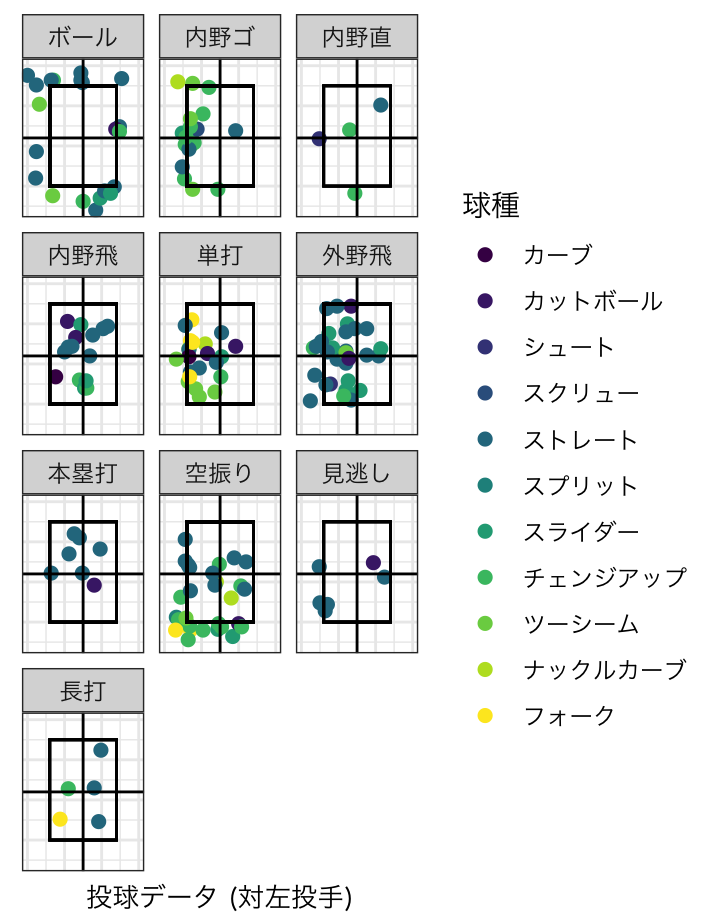 ボール 内野ゴ 内野直
内野飛 単打 外野飛
本塁打 空振り 見逃し
長打
球種
カーブ
カットボール
シュート
スクリュー
ストレート
スプリット
スライダー
チェンジアップ
ツーシーム
ナックルカーブ
フォーク
投球データ (対左投手)